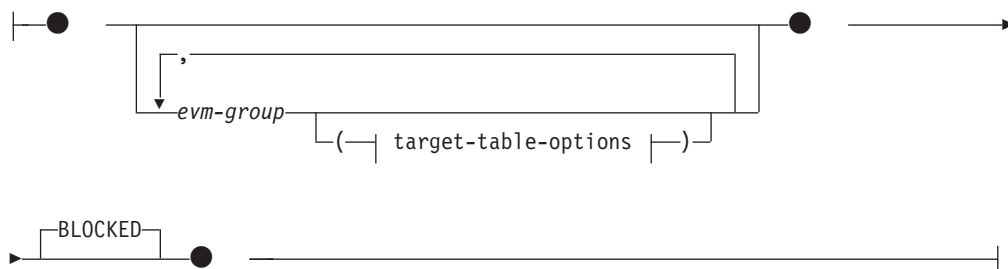 ,
evm-group
( target-table-options )
BLOCKED